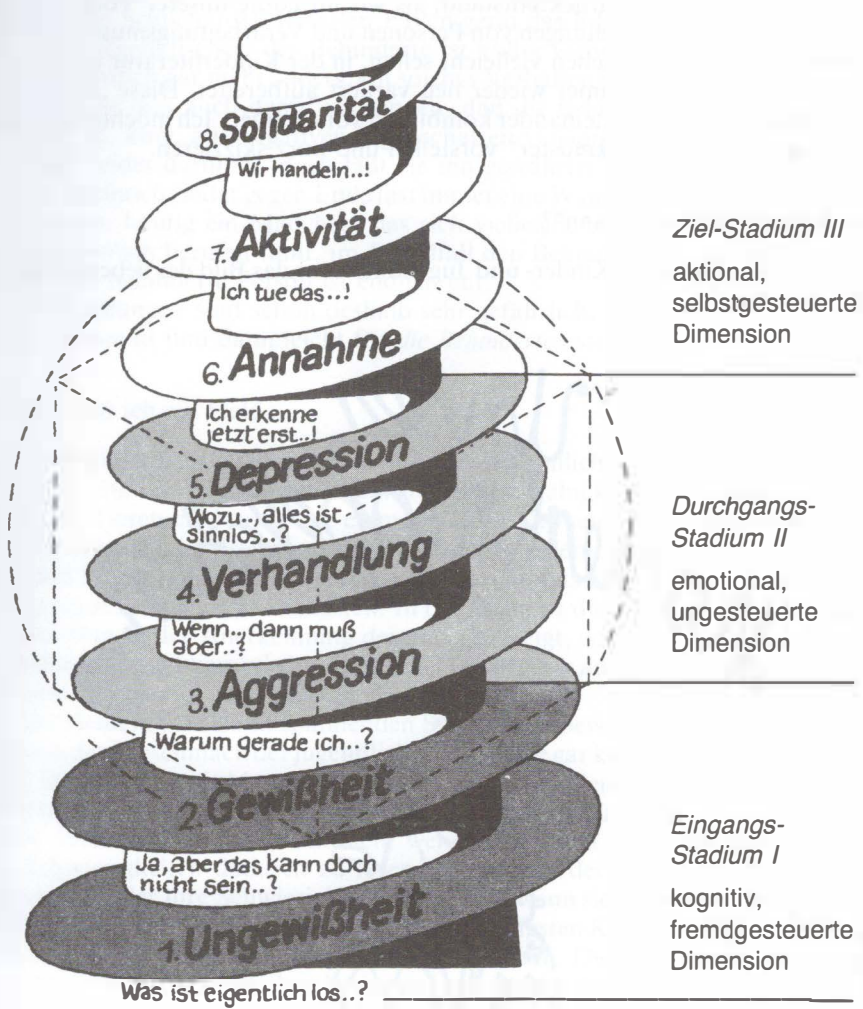 8. Solidarität
Wir handeln..!
7. Aktivität
Ich tue das..!
6. Annahme
Ich erkenne
jetzt erst..!
5. Depression
Wozu.., alles ist
sinnlos..?
4. Verhandlung
Wenn.., dann muß
aber..?
3. Aggression
Warum gerade ich..?
2. Gewißheit
Ja, aber das kann doch
nicht sein..?
1. Ungewißheit
Was ist eigentlich los..?
Ziel-Stadium III
aktional,
selbstgesteuerte
Dimension
Durchgangs-
Stadium II
emotional,
ungesteuerte
Dimension
Eingangs-
Stadium I
kognitiv,
fremdgesteuerte
Dimension